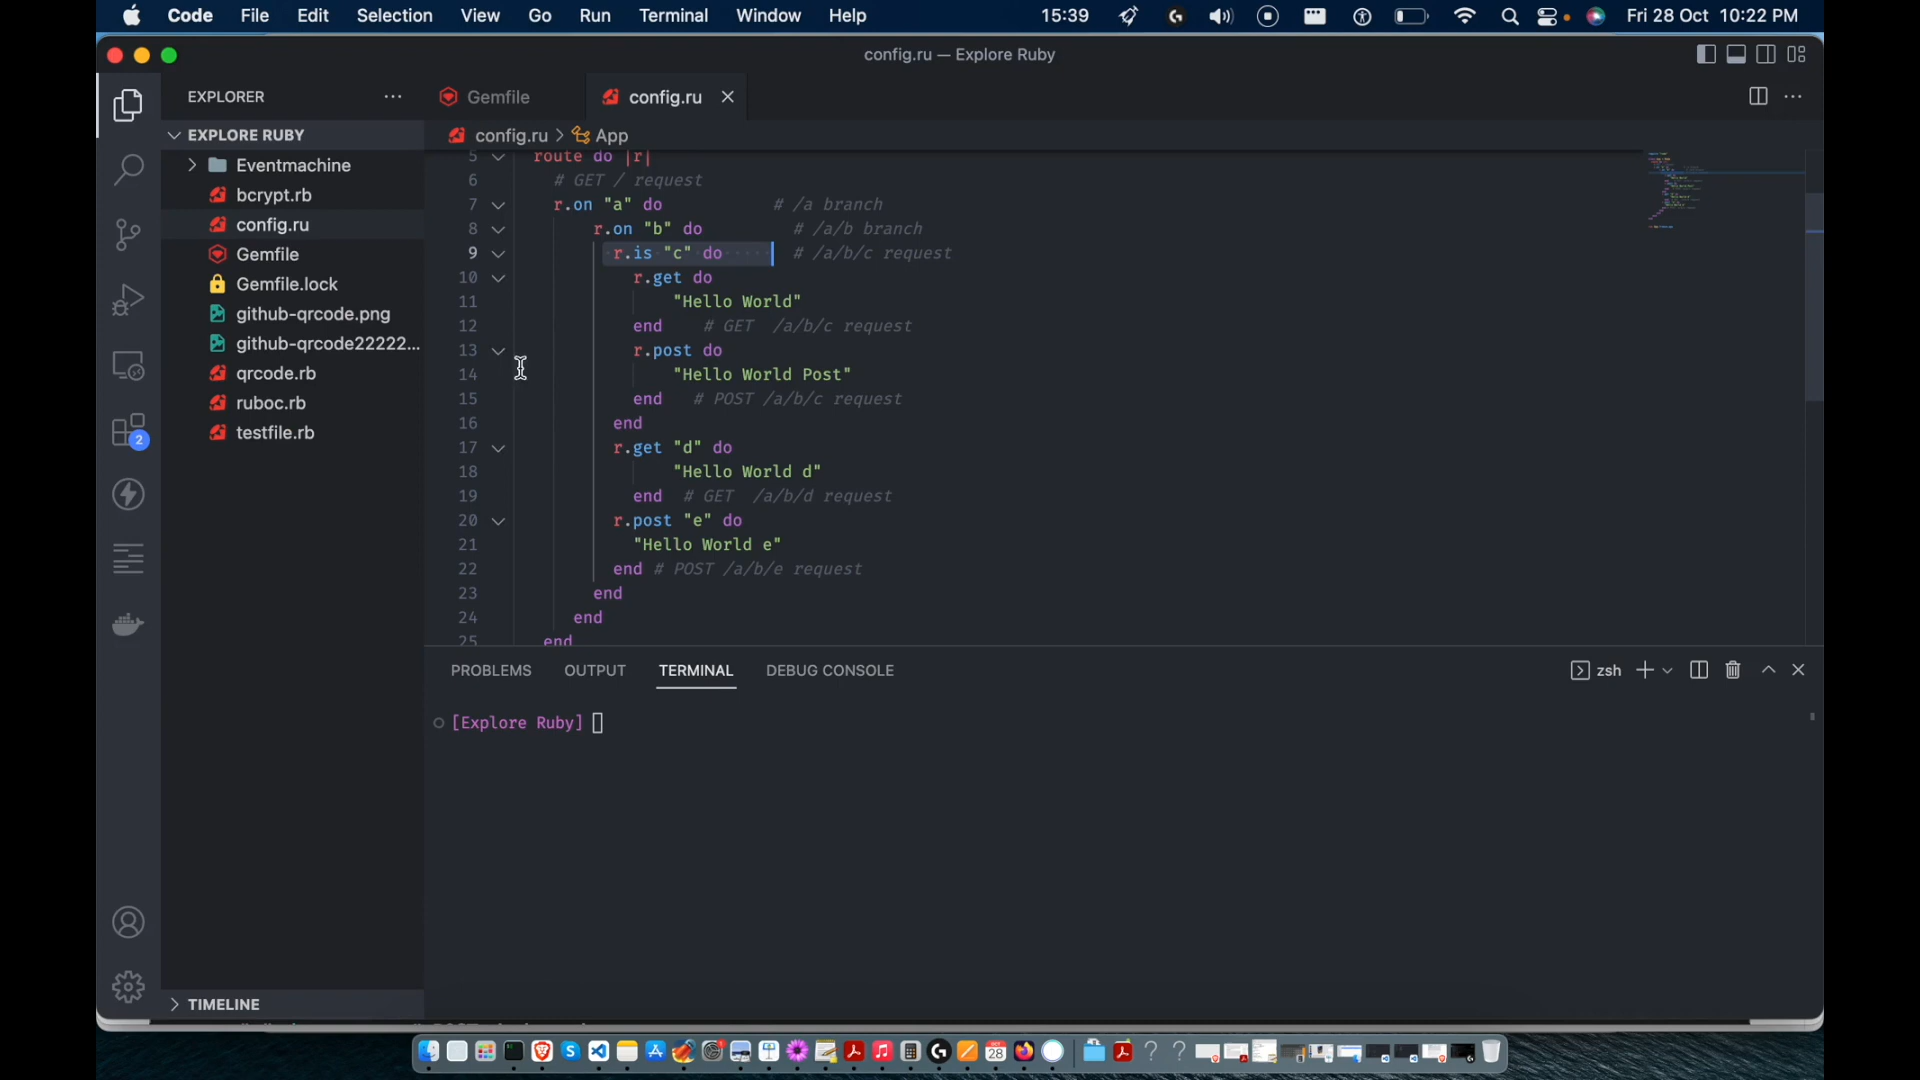 Code File Edit Selection View Go Run Terminal Window Help 15:39 Fri 28 Oct 10:22 PM
config.ru — Explore Ruby
EXPLORER
Gemfile
config.ru
EXPLORE RUBY
config.ru > App
Eventmachine
bcrypt.rb
config.ru
Gemfile
Gemfile.lock
github-qrcode.png
github-qrcode22222...
qrcode.rb
ruboc.rb
testfile.rb
5 route do |r|
6 # GET / request
7 r.on "a" do # /a branch
8 r.on "b" do # /a/b branch
9 r.is "c" do # /a/b/c request
10 r.get do
11 "Hello World"
12 end # GET /a/b/c request
13 r.post do
14 "Hello World Post"
15 end # POST /a/b/c request
16 end
17 r.get "d" do
18 "Hello World d"
19 end # GET /a/b/d request
20 r.post "e" do
21 "Hello World e"
22 end # POST /a/b/e request
23 end
24 end
25 end
2
PROBLEMS OUTPUT TERMINAL DEBUG CONSOLE
zsh
[Explore Ruby]
TIMELINE